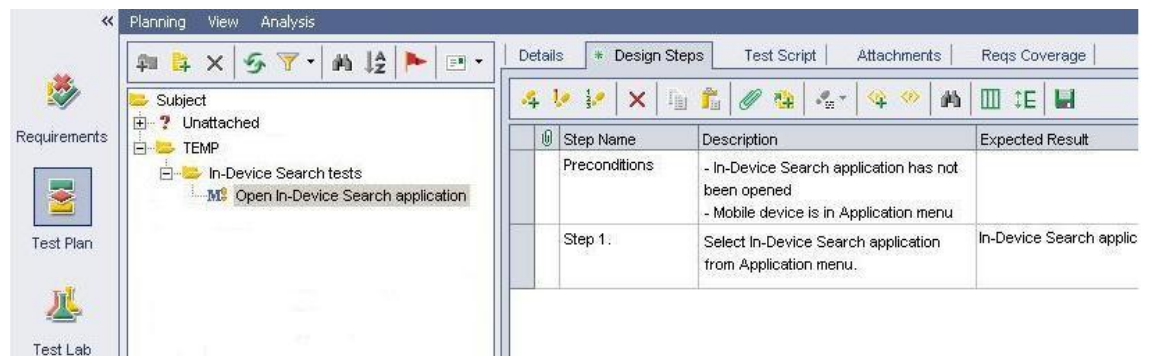 «
Planning View Analysis
Requirements
Test Plan
Test Lab
Subject
? Unattached
TEMP
In-Device Search tests
Open In-Device Search application
Details * Design Steps Test Script Attachments Reqs Coverage
Step Name Description Expected Result
Preconditions
- In-Device Search application has not
been opened
- Mobile device is in Application menu
Step 1.
Select In-Device Search application
from Application menu.
In-Device Search applic